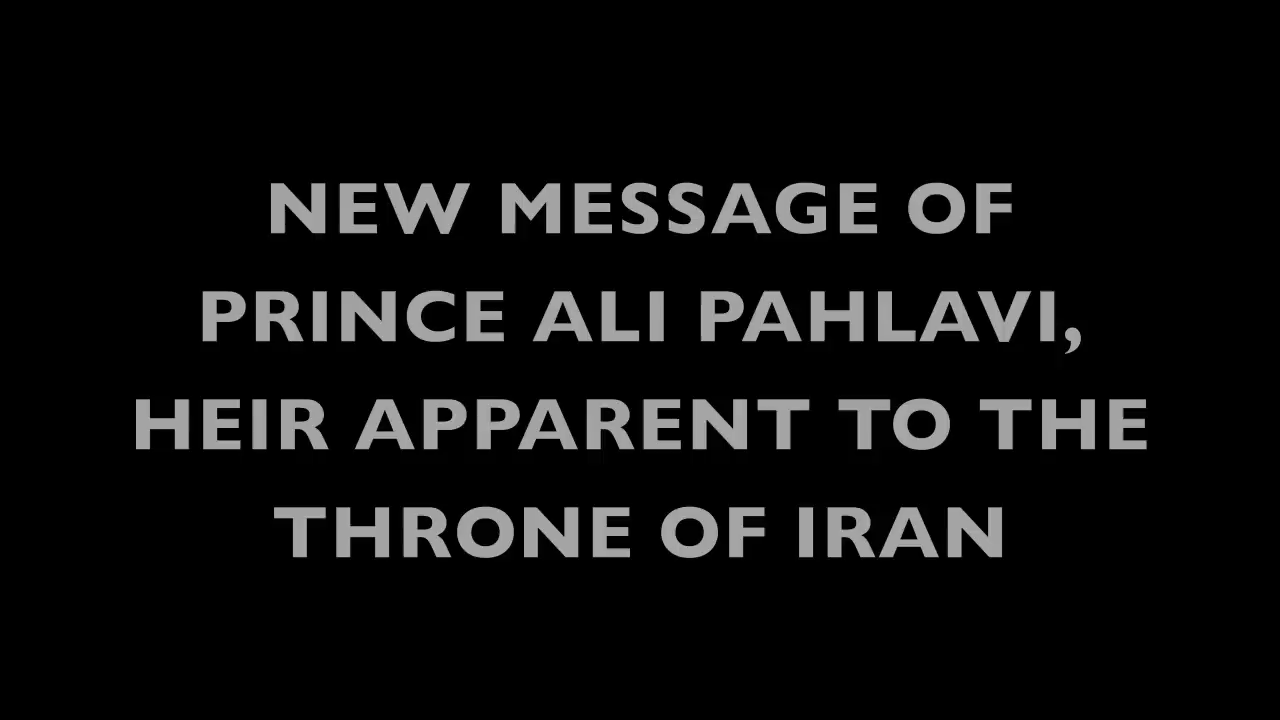 NEW MESSAGE OF
PRINCE ALI PAHLAVI,
HEIR APPARENT TO THE
THRONE OF IRAN